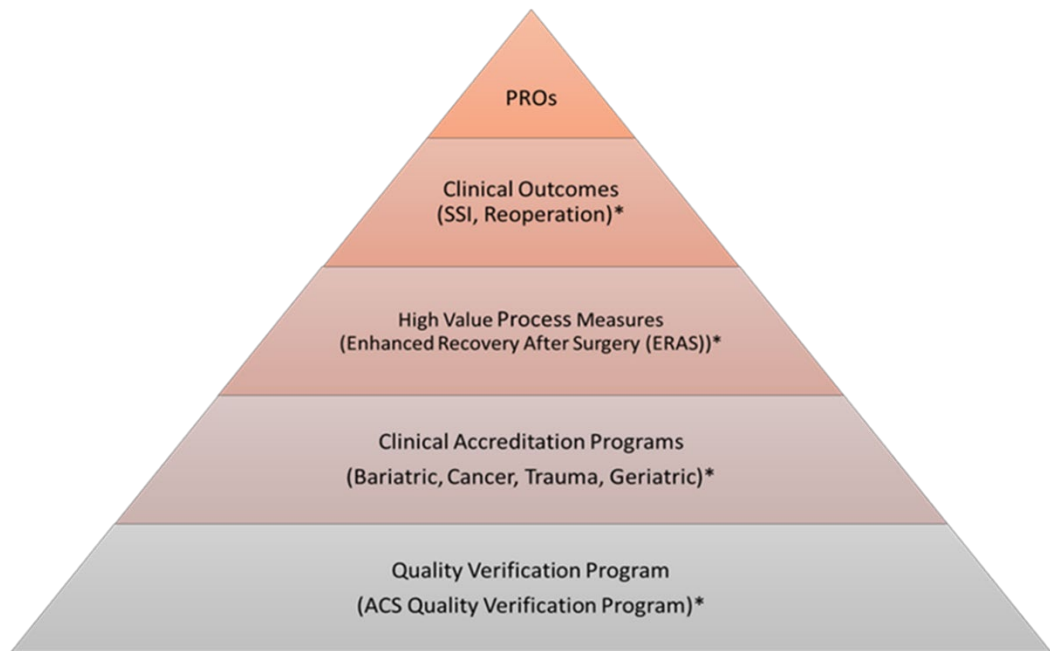 PROs
Clinical Outcomes
(SSI, Reoperation)*
High Value Process Measures
(Enhanced Recovery After Surgery (ERAS))*
Clinical Accreditation Programs
(Bariatric, Cancer, Trauma, Geriatric)*
Quality Verification Program
(ACS Quality Verification Program)*